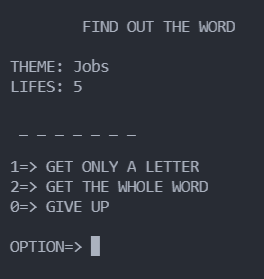 FIND OUT THE WORD
THEME: Jobs
LIFES: 5
_ _ _ _ _ _ _
1=> GET ONLY A LETTER
2=> GET THE WHOLE WORD
0=> GIVE UP
OPTION=>